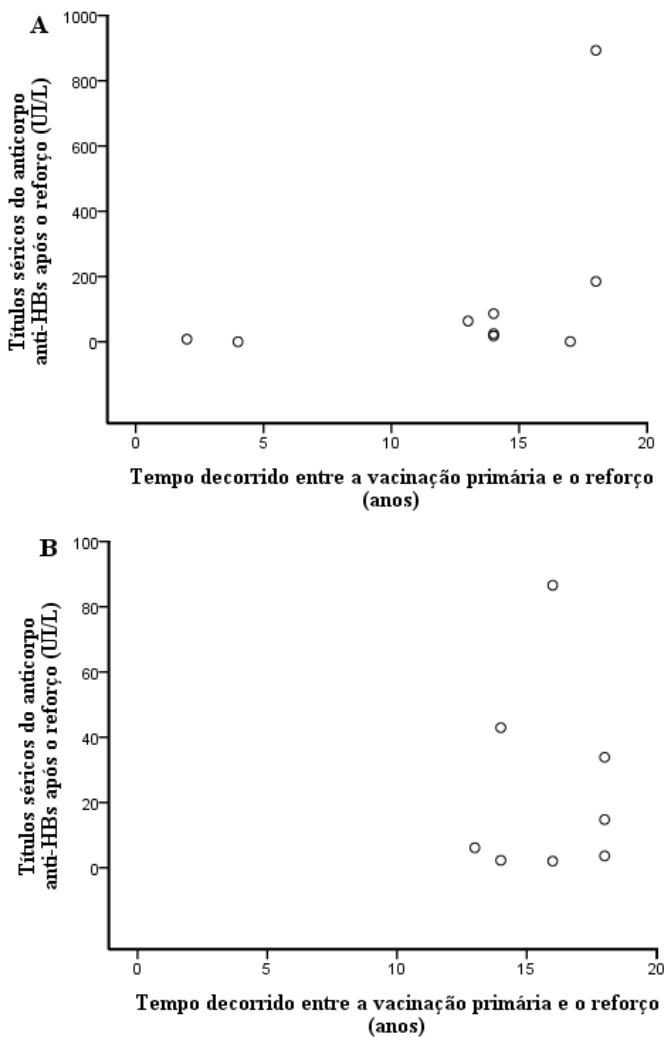 A
1000
800
600
400
200
0
Títulos séricos do anticorpo
anti-HBs após o reforço (UI/L)
0
5
10
15
20
Tempo decorrido entre a vacinação primária e o reforço
(anos)
B
100
80
60
40
20
0
Títulos séricos do anticorpo
anti-HBs após o reforço (UI/L)
0
5
10
15
20
Tempo decorrido entre a vacinação primária e o reforço
(anos)